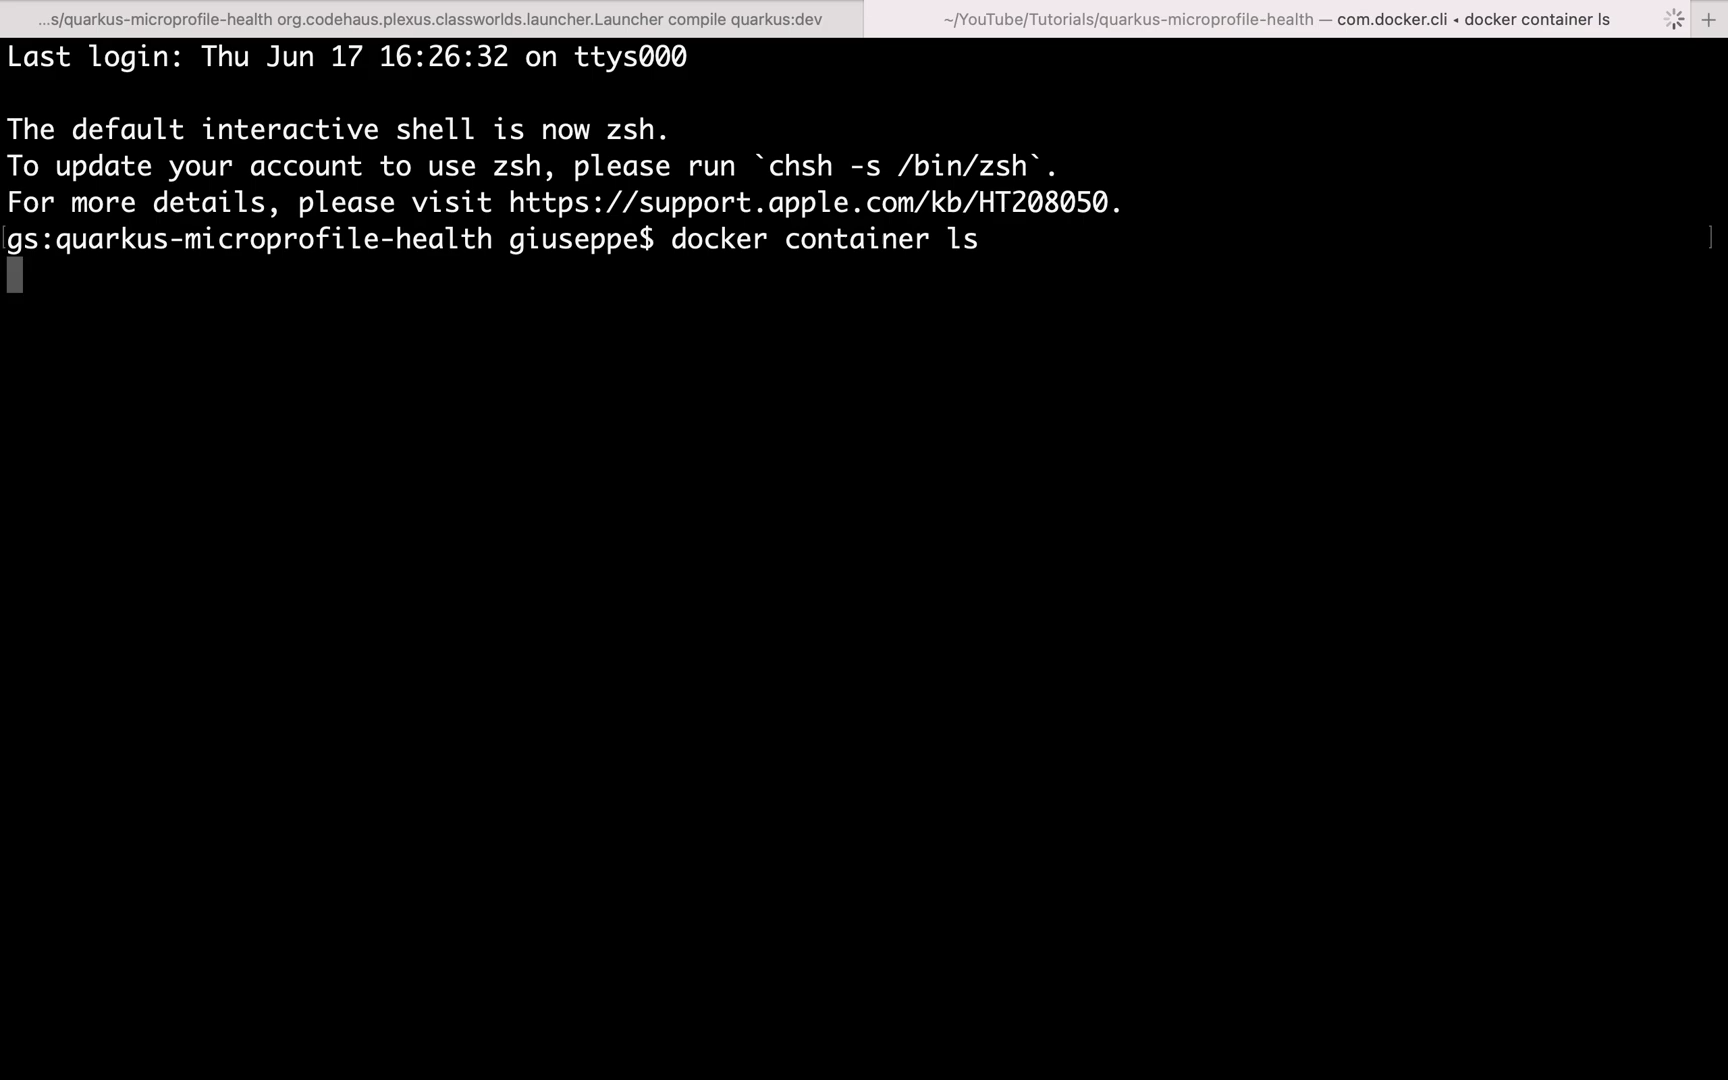 ...s/quarkus-microprofile-health org.codehaus.plexus.classworlds.launcher.Launcher compile quarkus:dev
~/YouTube/Tutorials/quarkus-microprofile-health — com.docker.cli ◂ docker container ls
+
Last login: Thu Jun 17 16:26:32 on ttys000
The default interactive shell is now zsh.
To update your account to use zsh, please run `chsh -s /bin/zsh`.
For more details, please visit https://support.apple.com/kb/HT208050.
[gs:quarkus-microprofile-health giuseppe$ docker container ls ]